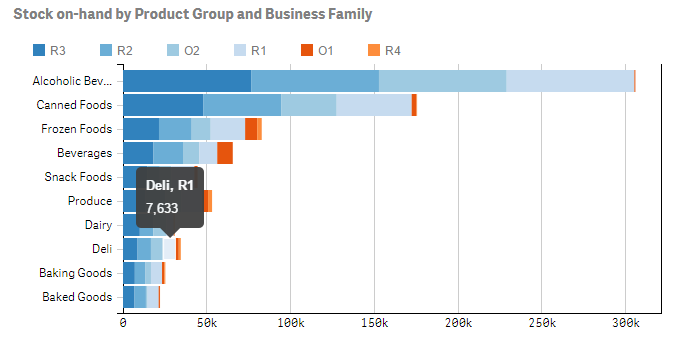 Stock on-hand by Product Group and Business Family
R3 R2 O2 R1 O1 R4
Alcoholic Bev...
Canned Foods
Frozen Foods
Beverages
Snack Foods
Deli, R1
Produce
7,633
Dairy
Deli
Baking Goods
Baked Goods
0 50k 100k 150k 200k 250k 300k